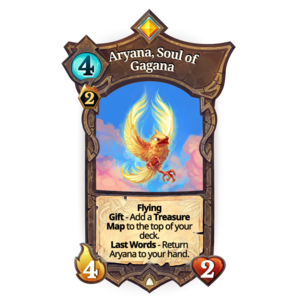 Aryana, Soul of
Gagana
4
2
Flying
Gift - Add a Treasure
Map to the top of your
deck.
Last Words - Return
Aryana to your hand.
4
2